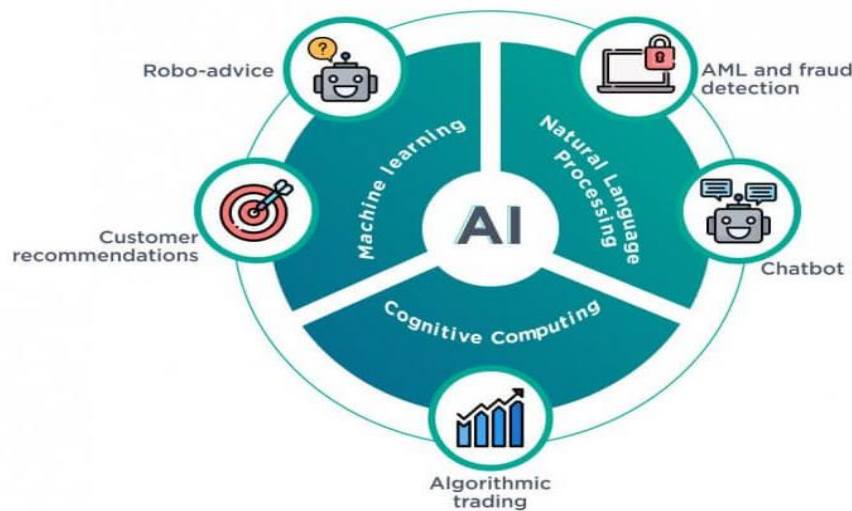 Robo-advice
?
AML and fraud
detection
Machine learning
Natural Language
Processing
AI
Customer
recommendations
Chatbot
Cognitive Computing
Algorithmic
trading